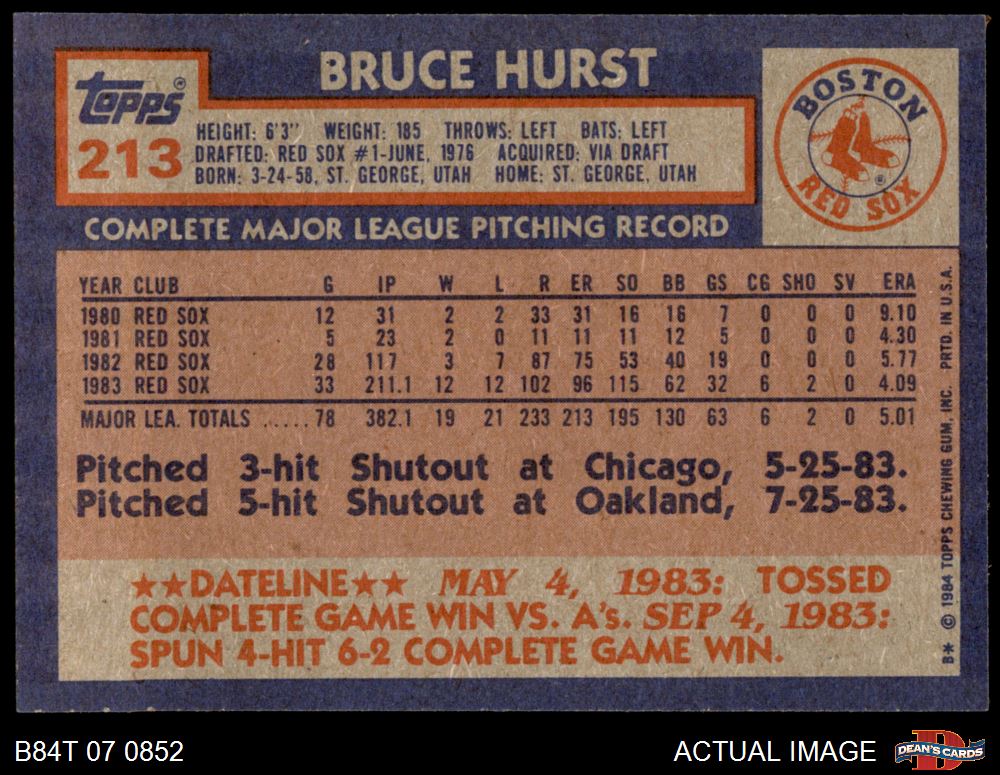 BRUCE HURST
Topps®
213
HEIGHT: 6'3" WEIGHT: 185 THROWS: LEFT BATS: LEFT
DRAFTED: RED SOX #1-JUNE, 1976 ACQUIRED: VIA DRAFT
BORN: 3-24-58, ST. GEORGE, UTAH HOME: ST. GEORGE, UTAH
BOSTON
RED SOX
®
COMPLETE MAJOR LEAGUE PITCHING RECORD
YEAR CLUB G IP W L R ER SO BB GS CG SHO SV ERA
1980 RED SOX 12 31 2 2 33 31 16 16 7 0 0 0 9.10
1981 RED SOX 5 23 2 0 11 11 11 12 5 0 0 0 4.30
1982 RED SOX 28 117 3 7 87 75 53 40 19 0 0 0 5.77
1983 RED SOX 33 211.1 12 12 102 96 115 62 32 6 2 0 4.09
MAJOR LEA. TOTALS .....78 382.1 19 21 233 213 195 130 63 6 2 0 5.01
Pitched 3-hit Shutout at Chicago, 5-25-83.
Pitched 5-hit Shutout at Oakland, 7-25-83.
★★DATELINE★★ MAY 4, 1983: TOSSED
COMPLETE GAME WIN VS. A's. SEP 4, 1983:
SPUN 4-HIT 6-2 COMPLETE GAME WIN.
B* © 1984 TOPPS CHEWING GUM, INC. PRTD. IN U.S.A.
B84T 07 0852
ACTUAL IMAGE
DEAN'S CARDS